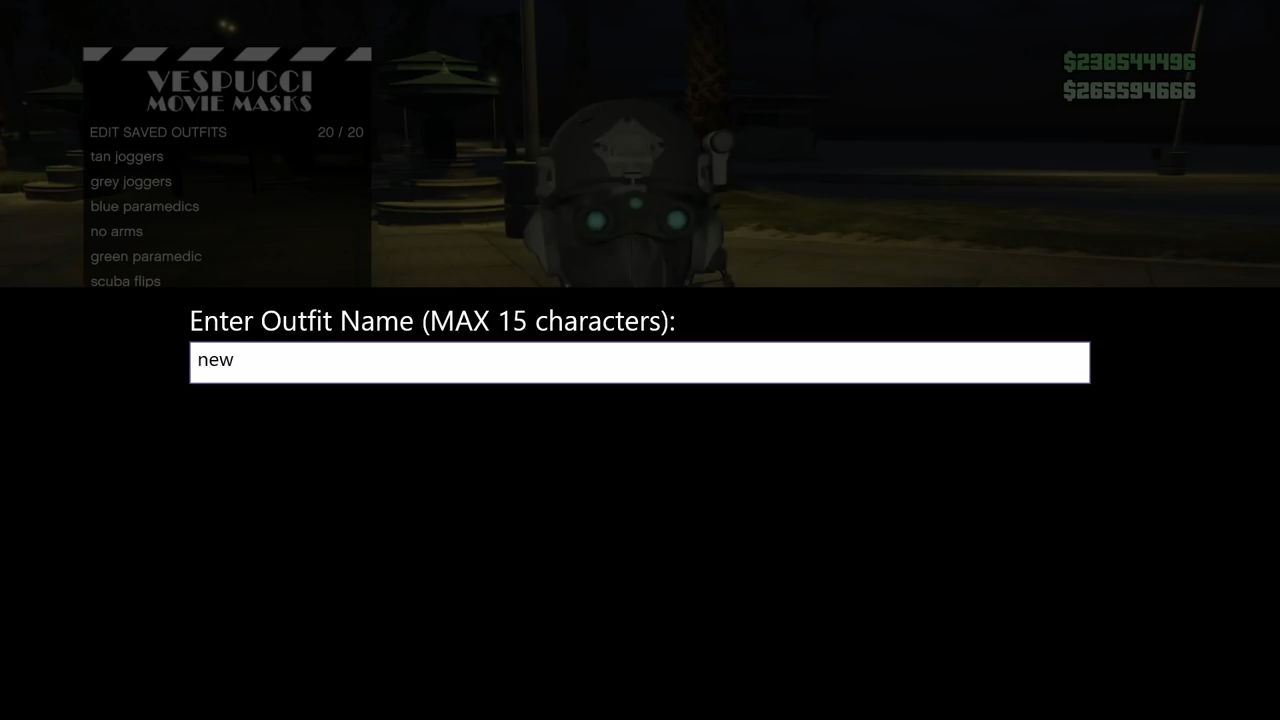 VESPUCCI
MOVIE MASKS
$238544496
$265594666
EDIT SAVED OUTFITS 20 / 20
tan joggers
grey joggers
blue paramedics
no arms
green paramedic
scuba flips
Enter Outfit Name (MAX 15 characters):
new